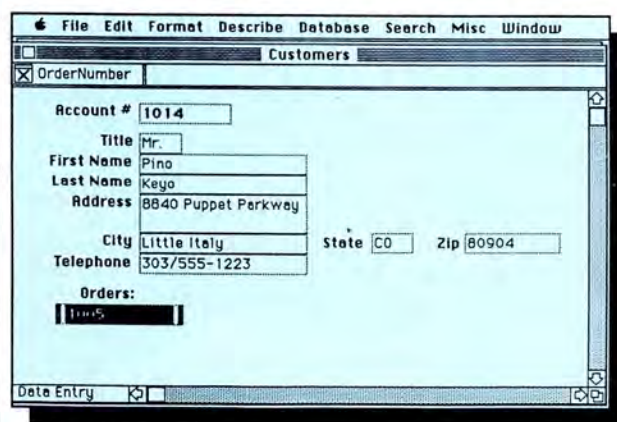 File Edit Format Describe Database Search Misc Window
Customers
OrderNumber
Account # 1014
Title Mr.
First Name Pino
Last Name Keyo
Address 8840 Puppet Parkway
City Little Italy State CO Zip 80904
Telephone 303/555-1223
Orders:
1005
Data Entry